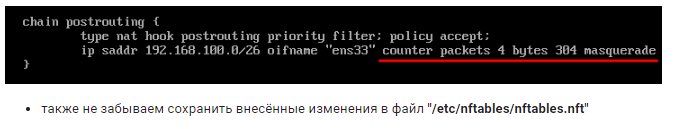 chain postrouting {
type nat hook postrouting priority filter; policy accept;
ip saddr 192.168.100.0/26 oifname "ens33" counter packets 4 bytes 304 masquerade
}
• также не забываем сохранить внесённые изменения в файл "/etc/nftables/nftables.nft"